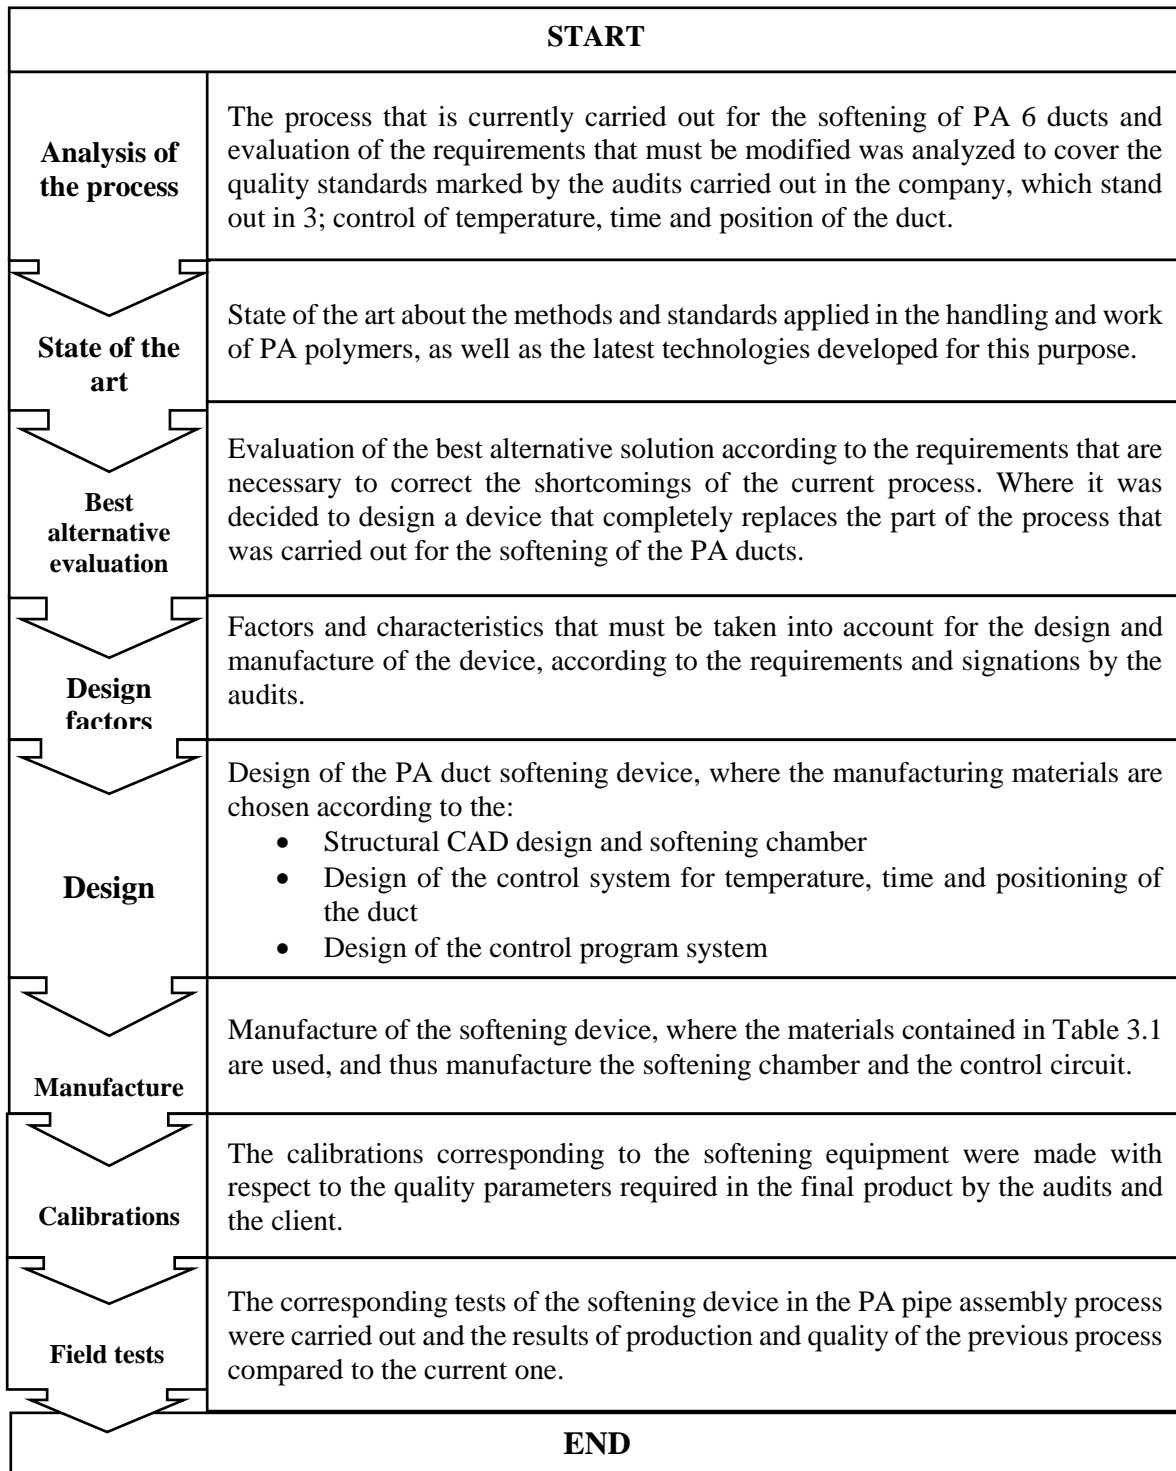 START
Analysis of
the process
The process that is currently carried out for the softening of PA 6 ducts and
evaluation of the requirements that must be modified was analyzed to cover the
quality standards marked by the audits carried out in the company, which stand
out in 3; control of temperature, time and position of the duct.
State of the
art
State of the art about the methods and standards applied in the handling and work
of PA polymers, as well as the latest technologies developed for this purpose.
Best
alternative
evaluation
Evaluation of the best alternative solution according to the requirements that are
necessary to correct the shortcomings of the current process. Where it was
decided to design a device that completely replaces the part of the process that
was carried out for the softening of the PA ducts.
Design
factors
Factors and characteristics that must be taken into account for the design and
manufacture of the device, according to the requirements and signations by the
audits.
Design
Design of the PA duct softening device, where the manufacturing materials are
chosen according to the:
• Structural CAD design and softening chamber
• Design of the control system for temperature, time and positioning of
the duct
• Design of the control program system
Manufacture
Manufacture of the softening device, where the materials contained in Table 3.1
are used, and thus manufacture the softening chamber and the control circuit.
Calibrations
The calibrations corresponding to the softening equipment were made with
respect to the quality parameters required in the final product by the audits and
the client.
Field tests
The corresponding tests of the softening device in the PA pipe assembly process
were carried out and the results of production and quality of the previous process
compared to the current one.
END